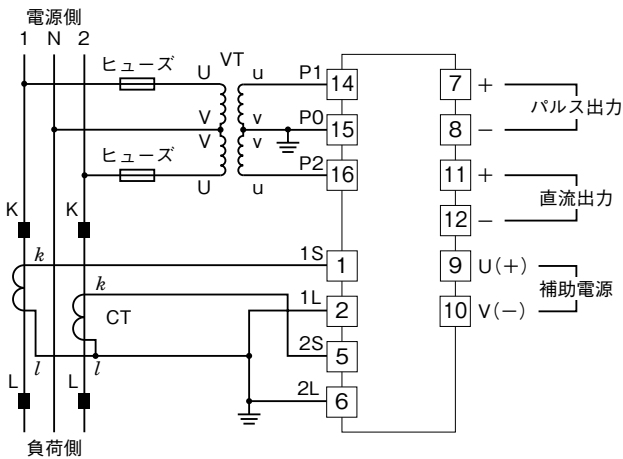 電源側
1 N 2
ヒューズ
VT
U u P1 14
V v P0 15
V v
ヒューズ
U u P2 16
7 +
パルス出力
8 −
11 +
直流出力
12 −
9 U(+)
補助電源
10 V(−)
K K
k 1S 1
k 1L 2
CT
2S 5
l l
L L
2L 6
負荷側